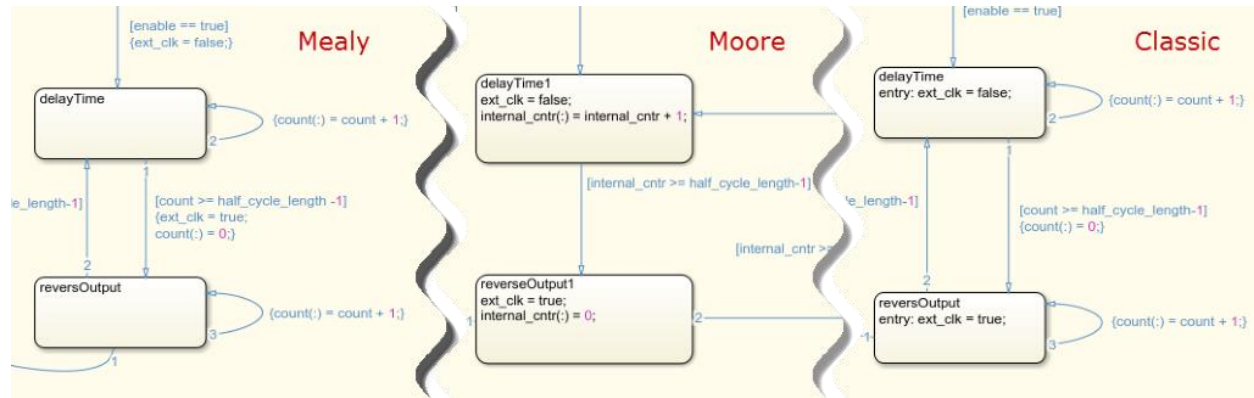 [enable == true]
{ext_clk = false;}
Mealy
delayTime
{count(:) = count + 1;}
2
1
le_length-1]
[count >= half_cycle_length -1]
{ext_clk = true;
count(:) = 0;}
2
reversOutput
{count(:) = count + 1;}
3
1
Moore
delayTime1
ext_clk = false;
internal_cntr(:) = internal_cntr + 1;
[internal_cntr >= half_cycle_length-1]
[internal_cntr >=
reverseOutput1
ext_clk = true;
internal_cntr(:) = 0;
1
2
[enable == true]
Classic
delayTime
entry: ext_clk = false;
{count(:) = count + 1;}
2
1
le_length-1]
[count >= half_cycle_length-1]
{count(:) = 0;}
2
reversOutput
entry: ext_clk = true;
{count(:) = count + 1;}
3
1